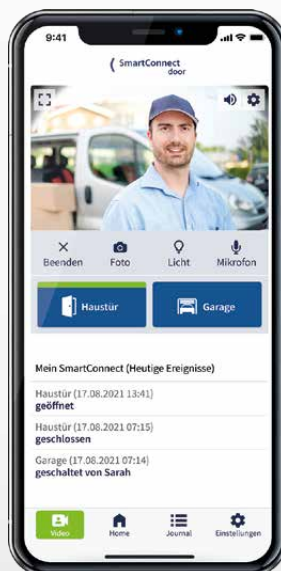 9:41
SmartConnect
door
Beenden Foto Licht Mikrofon
Haustür Garage
Mein SmartConnect (Heutige Ereignisse)
Haustür (17.08.2021 13:41)
geöffnet
Haustür (17.08.2021 07:15)
geschlossen
Garage (17.08.2021 07:14)
geschaltet von Sarah
Video Home Journal Einstellungen